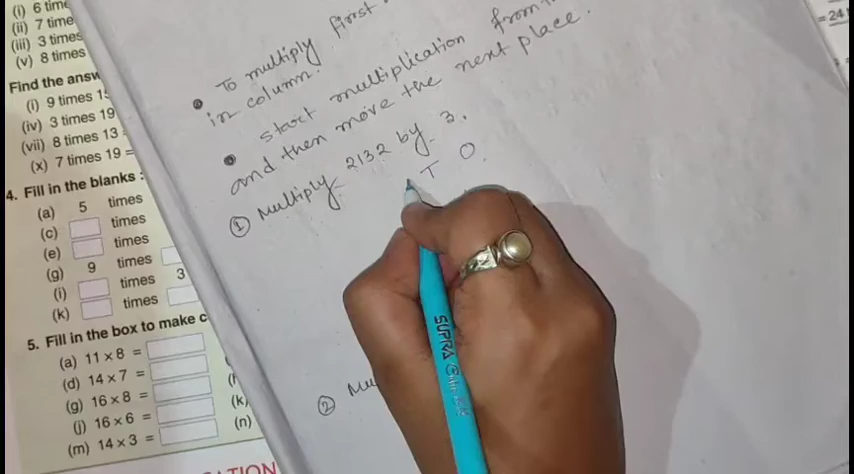 (i) 6 time
(ii) 7 time
(iii) 3 times
(v) 8 times
Find the answ
(i) 9 times 15
(iv) 3 times 19
(vii) 8 times 13
(x) 7 times 19 =
4. Fill in the blanks :
(a) 5 times
(c) times
(e) times
(g) 9 times
(i) times 3
(k) times
5. Fill in the box to make c
(a) 11 × 8 =
(d) 14 × 7 =
(g) 16 × 8 =
(j) 16 × 6 =
(m) 14 × 3 =
(k)
(n)
To multiply first
in column.
start multiplication from
and then move the next place.
① Multiply 2132 by 3.
T O
②
SUPRA
= 24